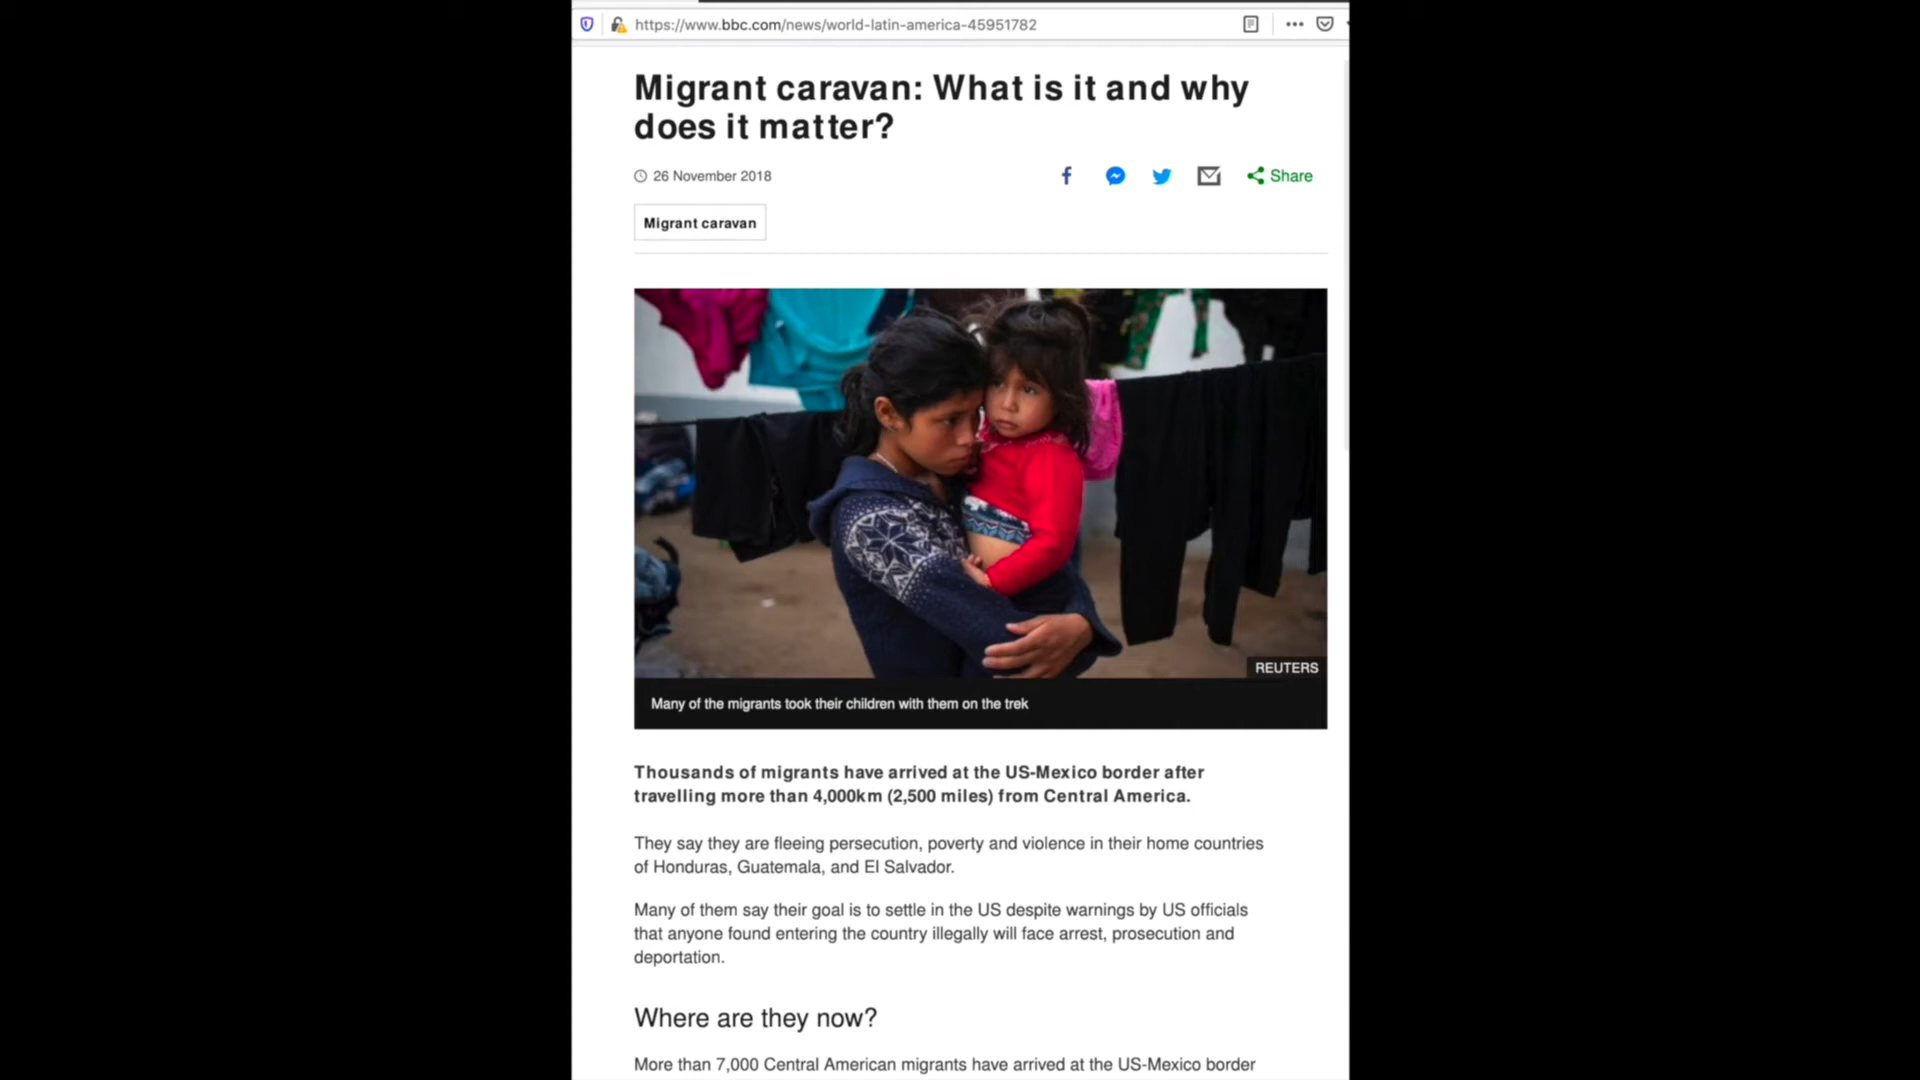 https://www.bbc.com/news/world-latin-america-45951782
Migrant caravan: What is it and why
does it matter?
26 November 2018
Share
Migrant caravan
REUTERS
Many of the migrants took their children with them on the trek
Thousands of migrants have arrived at the US-Mexico border after
travelling more than 4,000km (2,500 miles) from Central America.
They say they are fleeing persecution, poverty and violence in their home countries
of Honduras, Guatemala, and El Salvador.
Many of them say their goal is to settle in the US despite warnings by US officials
that anyone found entering the country illegally will face arrest, prosecution and
deportation.
Where are they now?
More than 7,000 Central American migrants have arrived at the US-Mexico border